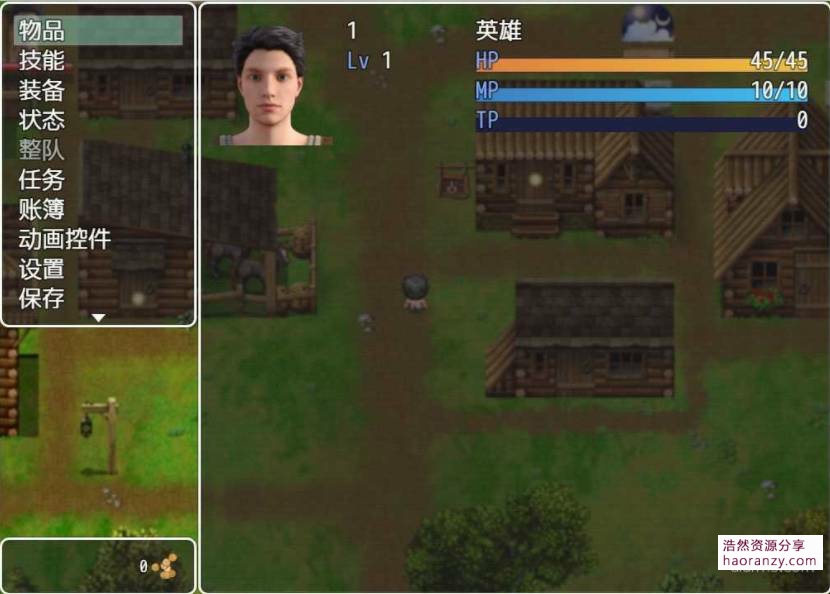 物品
技能
装备
状态
整队
任务
账簿
动画控件
设置
保存
1
Lv 1
英雄
HP 45/45
MP 10/10
TP 0
0
浩然资源分享
haoranzy.com